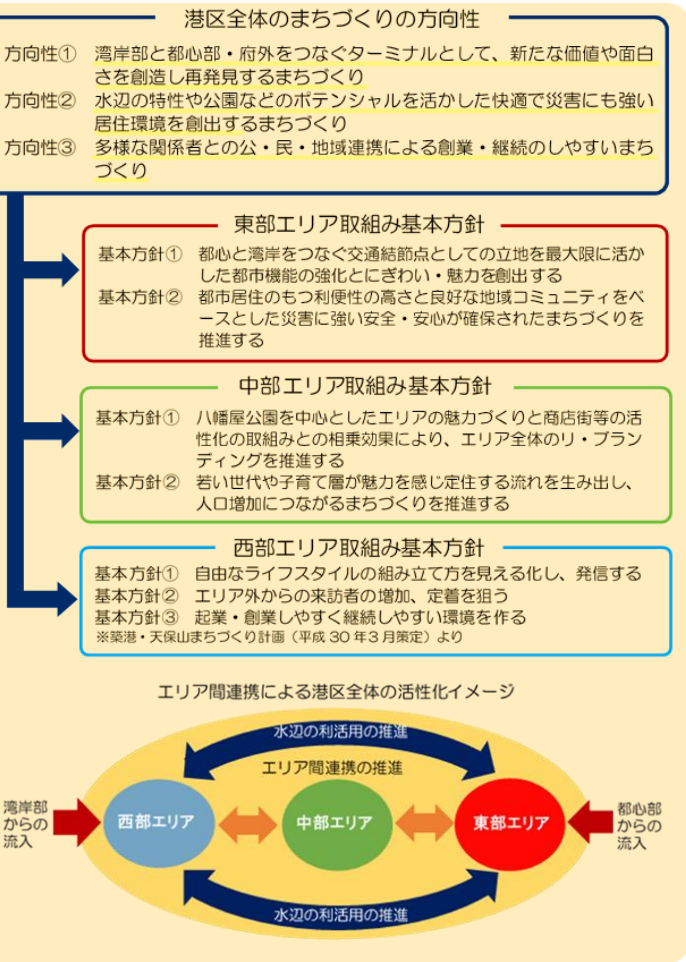 港区全体のまちづくりの方向性
方向性① 湾岸部と都心部・府外をつなぐターミナルとして、新たな価値や面白
さを創造し再発見するまちづくり
方向性② 水辺の特性や公園などのポテンシャルを活かした快適で災害にも強い
居住環境を創出するまちづくり
方向性③ 多様な関係者との公・民・地域連携による創業・継続のしやすいまち
づくり
東部エリア取組み基本方針
基本方針① 都心と湾岸をつなぐ交通結節点としての立地を最大限に活か
した都市機能の強化とにぎわい・魅力を創出する
基本方針② 都市居住のもつ利便性の高さと良好な地域コミュニティをベ
ースとした災害に強い安全・安心が確保されたまちづくりを
推進する
中部エリア取組み基本方針
基本方針① 八幡屋公園を中心としたエリアの魅力づくりと商店街等の活
性化の取組みとの相乗効果により、エリア全体のリ・ブラン
ディングを推進する
基本方針② 若い世代や子育て層が魅力を感じ定住する流れを生み出し、
人口増加につながるまちづくりを推進する
西部エリア取組み基本方針
基本方針① 自由なライフスタイルの組み立て方を見える化し、発信する
基本方針② エリア外からの来訪者の増加、定着を狙う
基本方針③ 起業・創業しやすく継続しやすい環境を作る
※築港・天保山まちづくり計画（平成 30 年 3 月策定）より
エリア間連携による港区全体の活性化イメージ
水辺の利活用の推進
エリア間連携の推進
湾岸部
からの
流入
西部エリア
中部エリア
東部エリア
都心部
からの
流入
水辺の利活用の推進